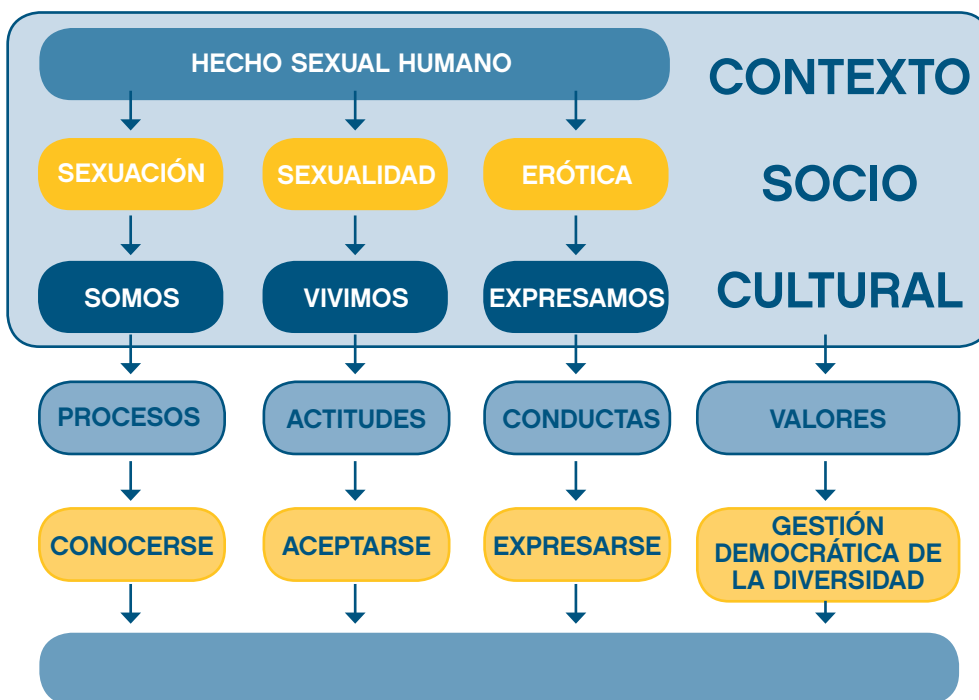 HECHO SEXUAL HUMANO
CONTEXTO
SEXUACIÓN
SEXUALIDAD
ERÓTICA
SOCIO
SOMOS
VIVIMOS
EXPRESAMOS
CULTURAL
PROCESOS
ACTITUDES
CONDUCTAS
VALORES
CONOCERSE
ACEPTARSE
EXPRESARSE
GESTIÓN
DEMOCRÁTICA DE
LA DIVERSIDAD